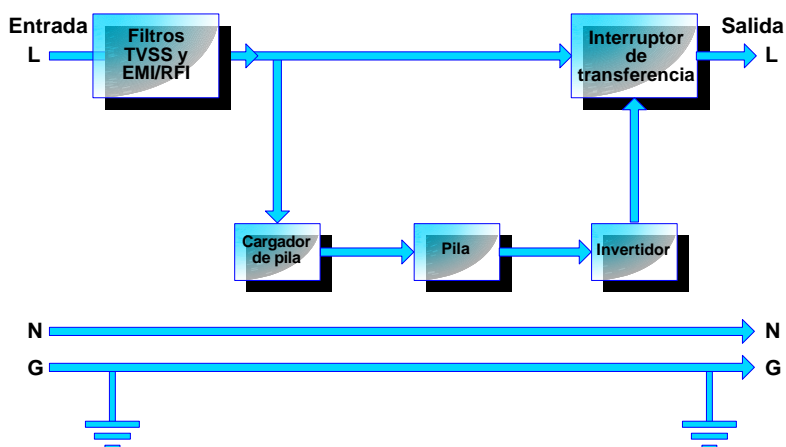 Entrada
L
Filtros
TVSS y
EMI/RFI
Interruptor
de
transferencia
Salida
L
Cargador
de pila
Pila
Invertidor
N
N
G
G